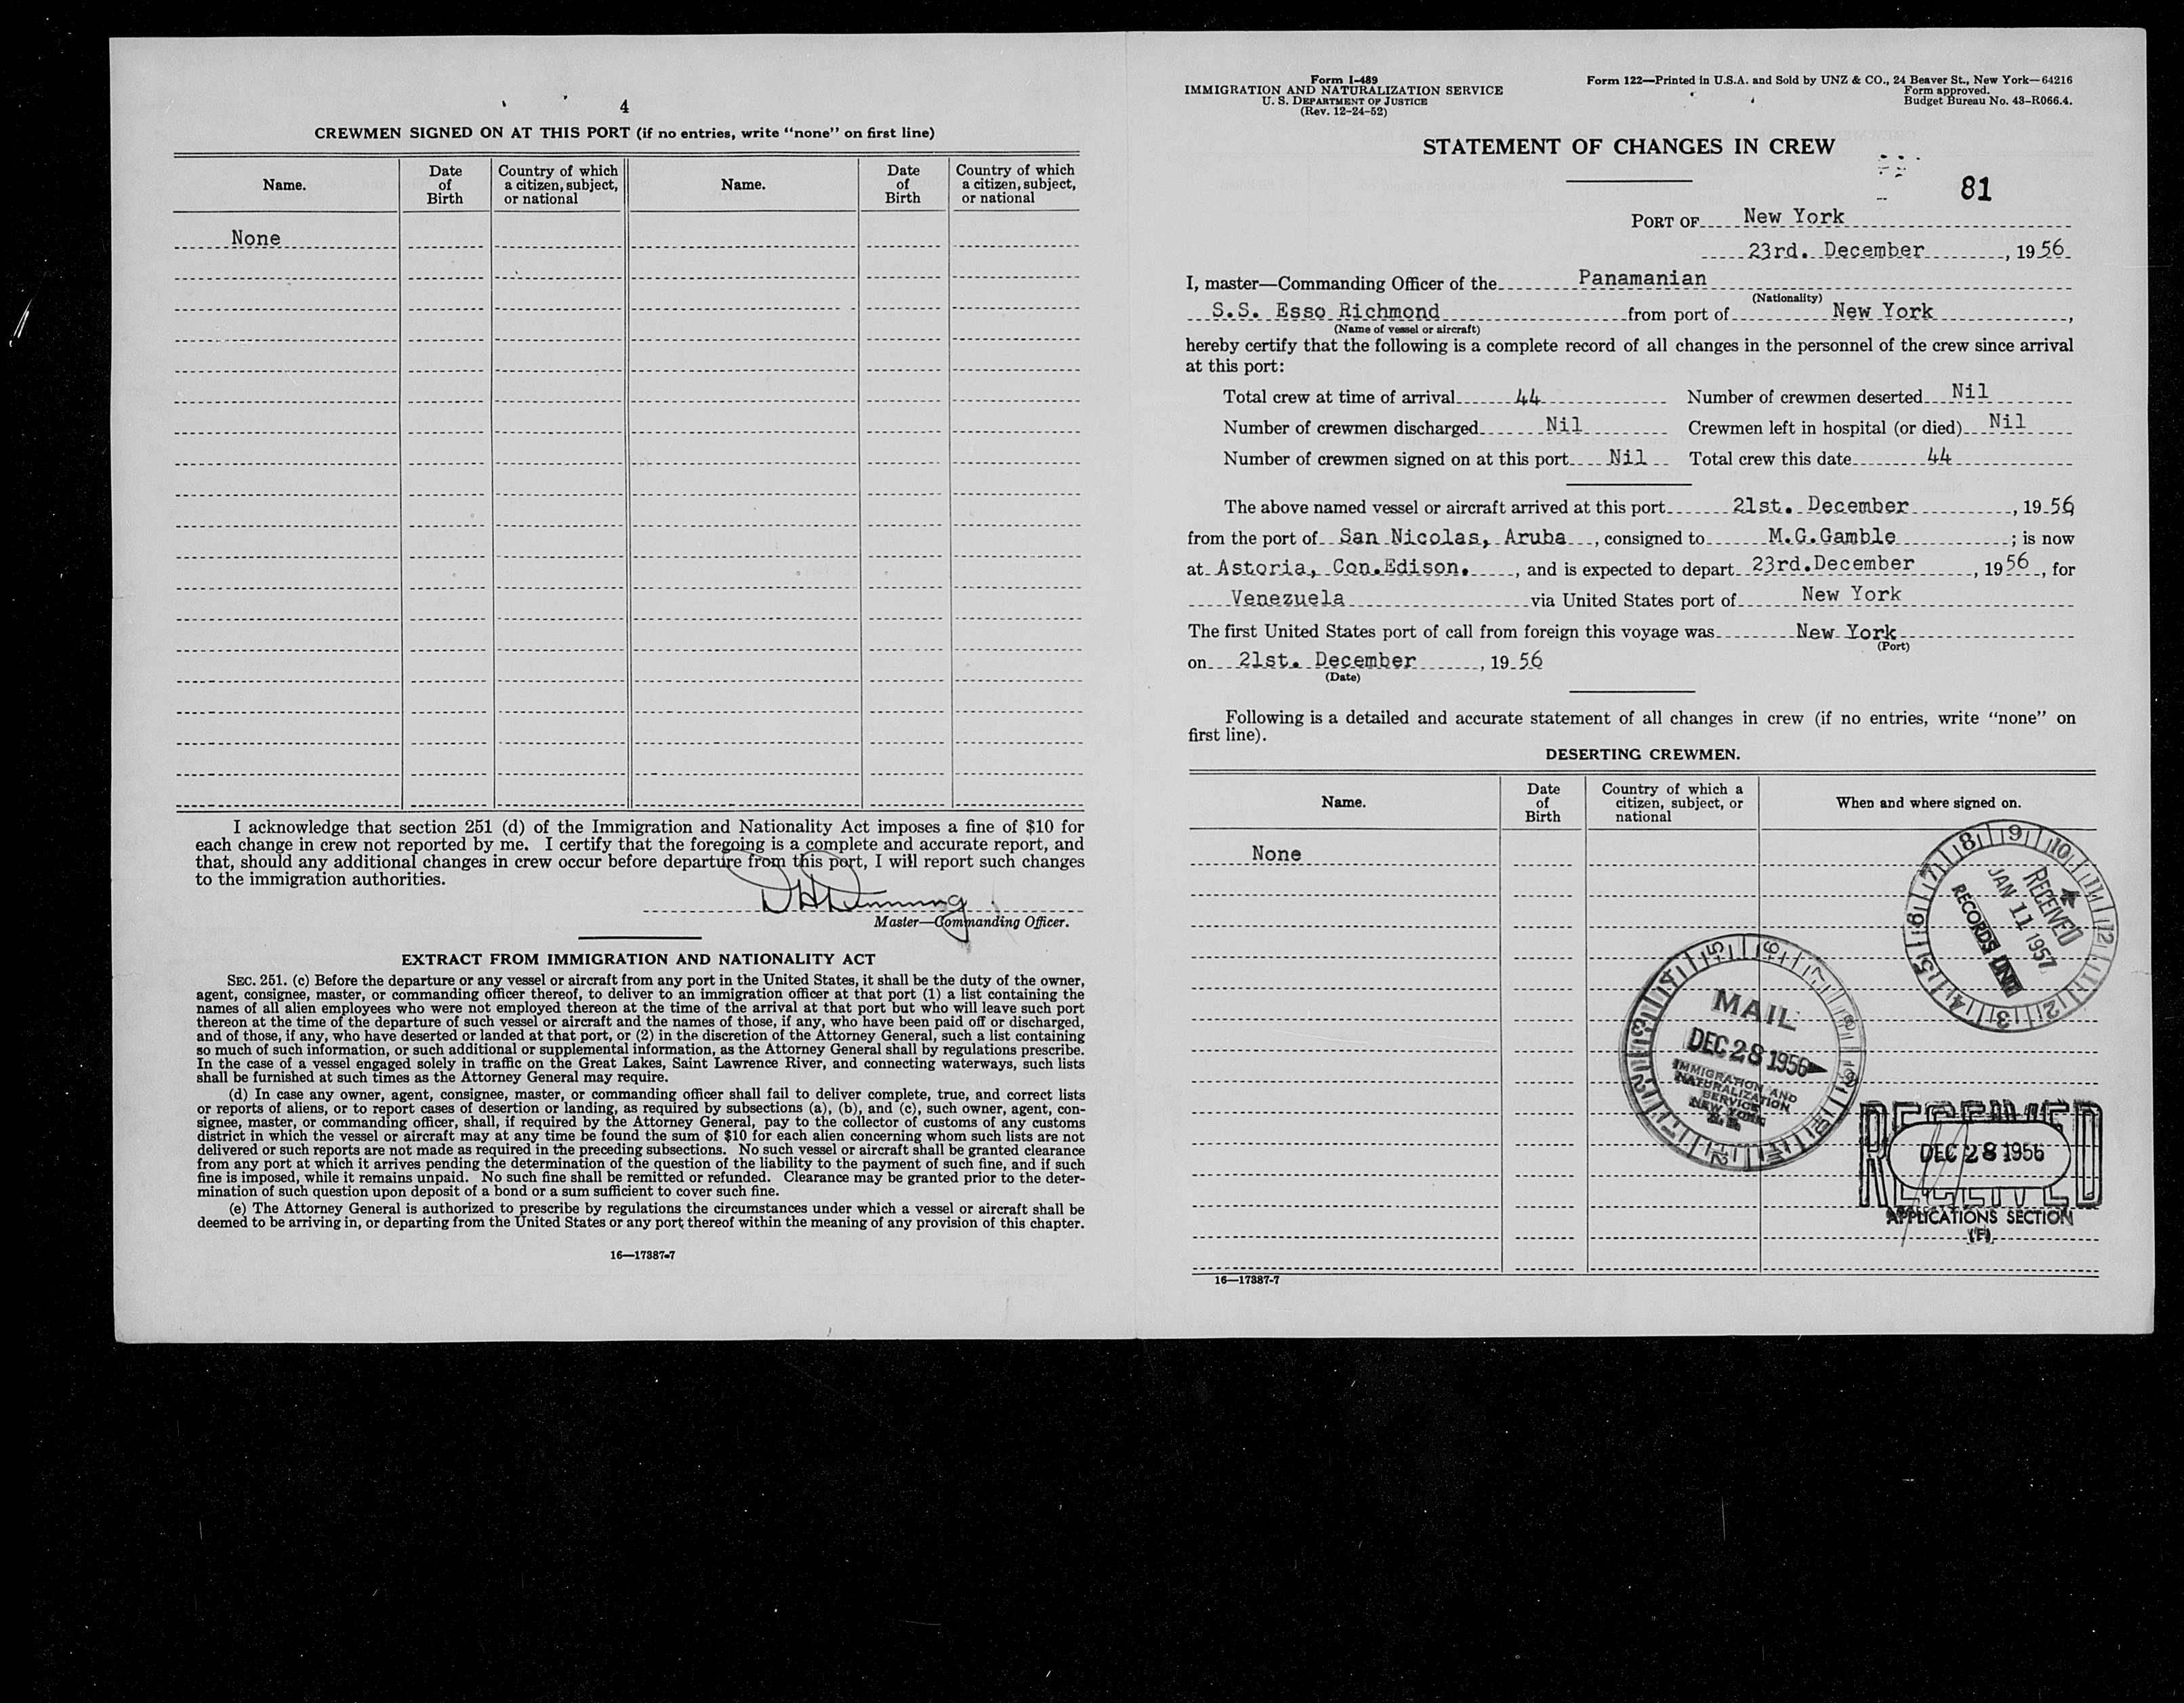 4
CREWMEN SIGNED ON AT THIS PORT (if no entries, write “none” on first line)
Name.
Date of Birth
Country of which a citizen, subject, or national
Name.
Date of Birth
Country of which a citizen, subject, or national
None
I acknowledge that section 251 (d) of the Immigration and Nationality Act imposes a fine of $10 for
each change in crew not reported by me. I certify that the foregoing is a complete and accurate report, and
that, should any additional changes in crew occur before departure from this port, I will report such changes
to the immigration authorities.
Master—Commanding Officer.
EXTRACT FROM IMMIGRATION AND NATIONALITY ACT
SEC. 251. (c) Before the departure or any vessel or aircraft from any port in the United States, it shall be the duty of the owner,
agent, consignee, master, or commanding officer thereof, to deliver to an immigration officer at that port (1) a list containing the
names of all alien employees who were not employed thereon at the time of the arrival at that port but who will leave such port
thereon at the time of the departure of such vessel or aircraft and the names of those, if any, who have been paid off or discharged,
and of those, if any, who have deserted or landed at that port, or (2) in the discretion of the Attorney General, such a list containing
so much of such information, or such additional or supplemental information, as the Attorney General shall by regulations prescribe.
In the case of a vessel engaged solely in traffic on the Great Lakes, Saint Lawrence River, and connecting waterways, such lists
shall be furnished at such times as the Attorney General may require.
(d) In case any owner, agent, consignee, master, or commanding officer shall fail to deliver complete, true, and correct lists
or reports of aliens, or to report cases of desertion or landing, as required by subsections (a), (b), and (c), such owner, agent, con-
signee, master, or commanding officer, shall, if required by the Attorney General, pay to the collector of customs of any customs
district in which the vessel or aircraft may at any time be found the sum of $10 for each alien concerning whom such lists are not
delivered or such reports are not made as required in the preceding subsections. No such vessel or aircraft shall be granted clearance
from any port at which it arrives pending the determination of the question of the liability to the payment of such fine, and if such
fine is imposed, while it remains unpaid. No such fine shall be remitted or refunded. Clearance may be granted prior to the deter-
mination of such question upon deposit of a bond or a sum sufficient to cover such fine.
(e) The Attorney General is authorized to prescribe by regulations the circumstances under which a vessel or aircraft shall be
deemed to be arriving in, or departing from the United States or any port thereof within the meaning of any provision of this chapter.
16—17387-7
Form I-489
IMMIGRATION AND NATURALIZATION SERVICE
U. S. DEPARTMENT OF JUSTICE
(Rev. 12-24-52)
Form 122—Printed in U.S.A. and Sold by UNZ & CO., 24 Beaver St., New York—64216
Form approved.
Budget Bureau No. 43-R066.4.
STATEMENT OF CHANGES IN CREW
81
PORT OF New York
23rd. December, 1956
I, master—Commanding Officer of the Panamanian
(Nationality)
S.S. Esso Richmond from port of New York,
(Name of vessel or aircraft)
hereby certify that the following is a complete record of all changes in the personnel of the crew since arrival
at this port:
Total crew at time of arrival 44 Number of crewmen deserted Nil
Number of crewmen discharged Nil Crewmen left in hospital (or died) Nil
Number of crewmen signed on at this port Nil Total crew this date 44
The above named vessel or aircraft arrived at this port 21st. December, 1956
from the port of San Nicolas, Aruba, consigned to M.G.Gamble; is now
at Astoria, Con.Edison., and is expected to depart 23rd.December, 1956, for
Venezuela via United States port of New York
The first United States port of call from foreign this voyage was New York
(Port)
on 21st. December, 1956
(Date)
Following is a detailed and accurate statement of all changes in crew (if no entries, write “none” on
first line).
DESERTING CREWMEN.
Name.
Date of Birth
Country of which a citizen, subject, or national
When and where signed on.
None
RECEIVED
JAN 11 1957
RECORDS UNIT
MAIL
DEC 28 1956
IMMIGRATION AND
NATURALIZATION
SERVICE
NEW YORK
RECEIVED
DEC 28 1956
APPLICATIONS SECTION
(F)
16—17387-7